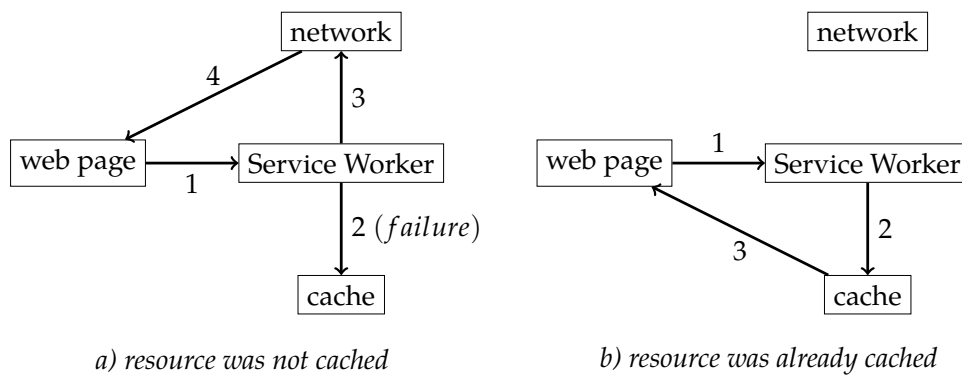 network
4
3
web page
Service Worker
1
2 (failure)
cache
a) resource was not cached
network
1
web page
Service Worker
2
3
cache
b) resource was already cached